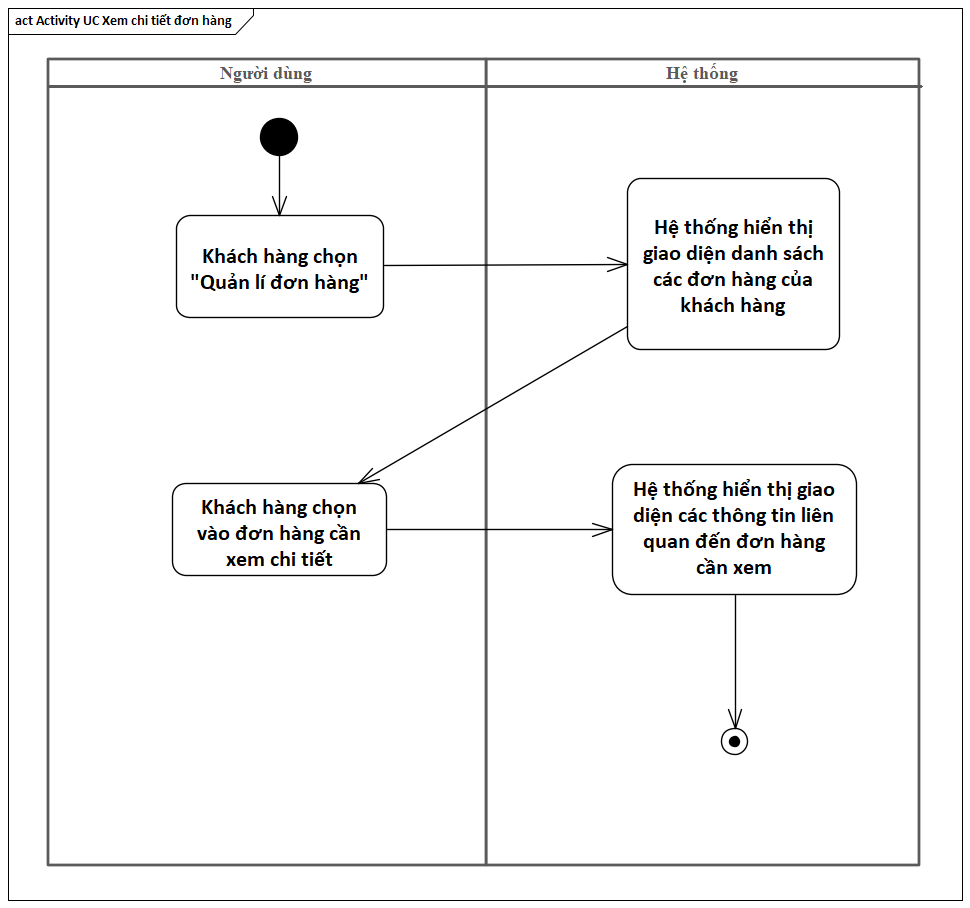 act Activity UC Xem chi tiết đơn hàng
Người dùng
Hệ thống
Khách hàng chọn
"Quản lí đơn hàng"
Hệ thống hiển thị
giao diện danh sách
các đơn hàng của
khách hàng
Khách hàng chọn
vào đơn hàng cần
xem chi tiết
Hệ thống hiển thị giao
diện các thông tin liên
quan đến đơn hàng
cần xem